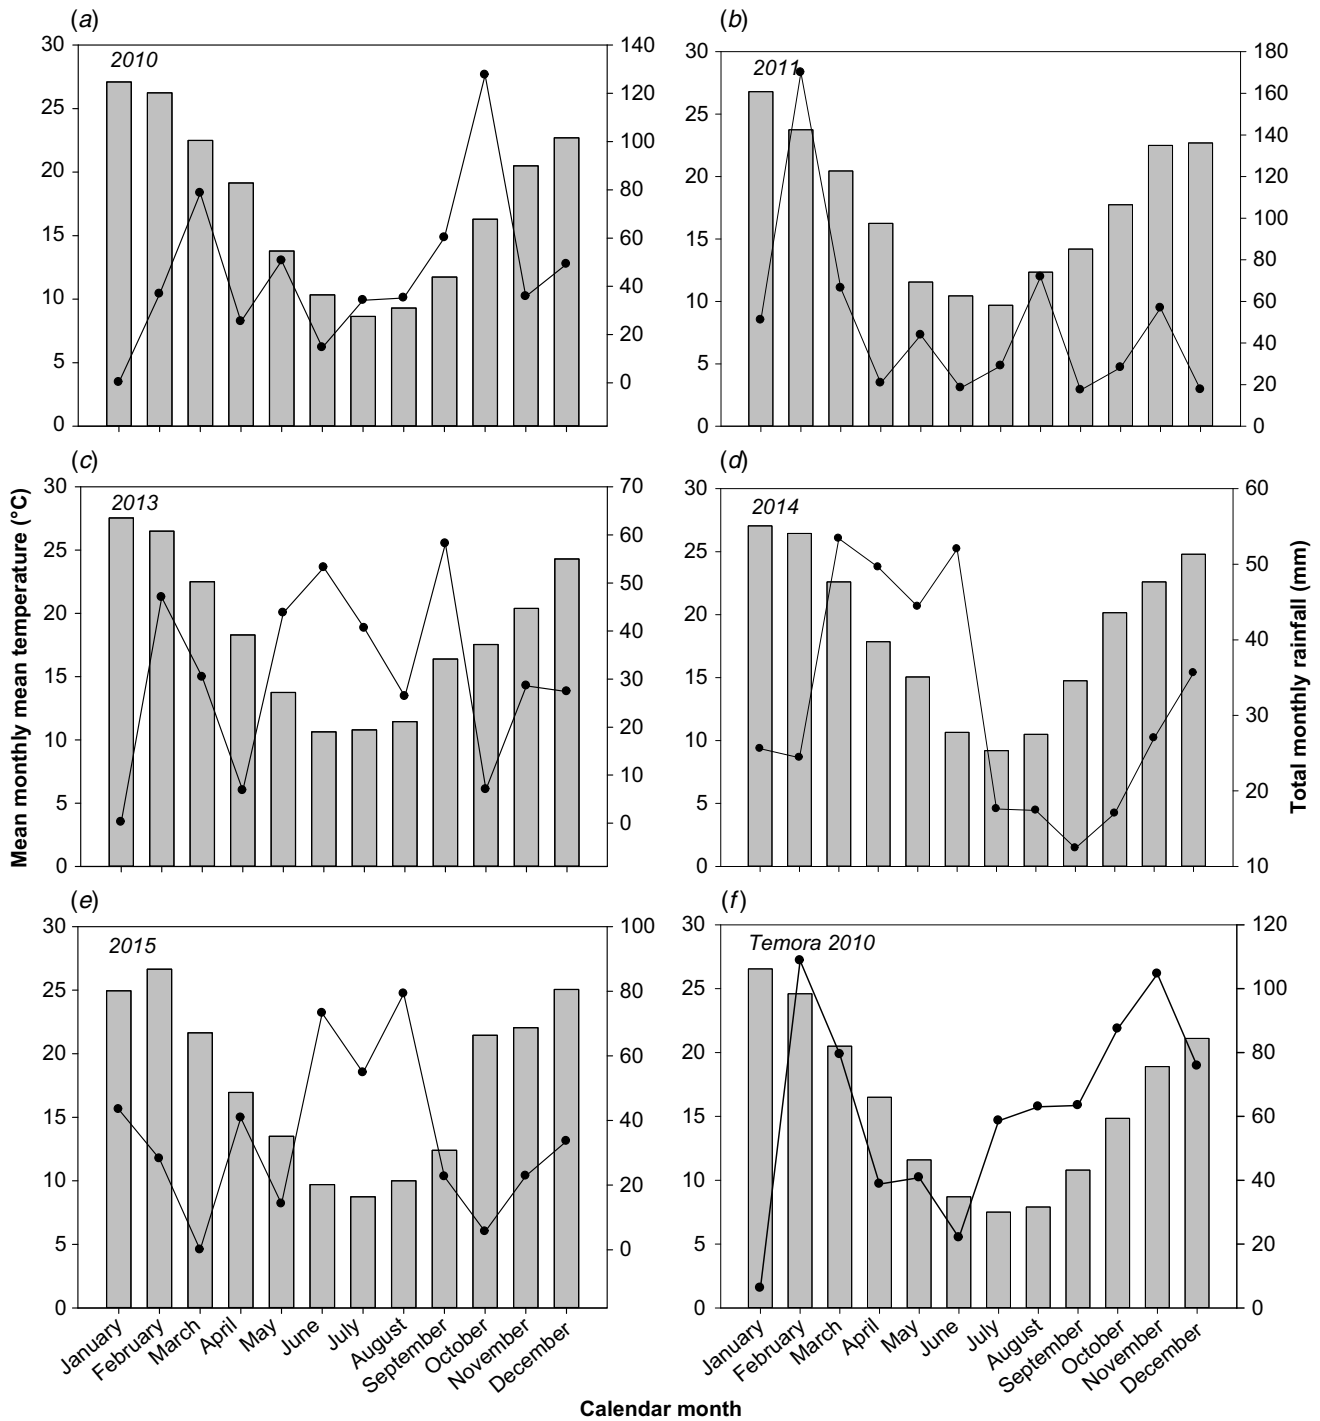 (a)
2010
30
25
20
15
10
5
0
140
120
100
80
60
40
20
0
(b)
2011
30
25
20
15
10
5
0
180
160
140
120
100
80
60
40
20
0
(c)
2013
30
25
20
15
10
5
0
70
60
50
40
30
20
10
0
(d)
2014
30
25
20
15
10
5
0
60
50
40
30
20
10
Mean monthly mean temperature (°C)
Total monthly rainfall (mm)
(e)
2015
30
25
20
15
10
5
0
100
80
60
40
20
0
January
February
March
April
May
June
July
August
September
October
November
December
(f)
Temora 2010
30
25
20
15
10
5
0
120
100
80
60
40
20
0
January
February
March
April
May
June
July
August
September
October
November
December
Calendar month